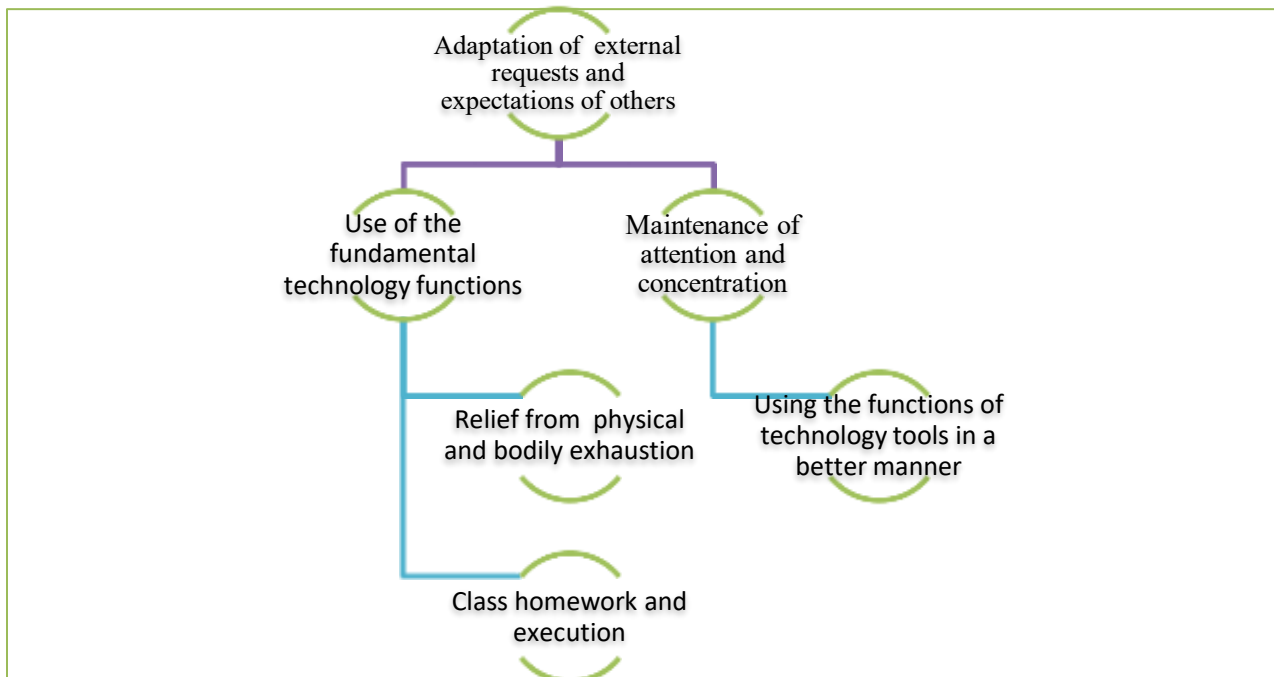 Adaptation of external
requests and
expectations of others
Use of the
fundamental
technology functions
Maintenance of
attention and
concentration
Relief from physical
and bodily exhaustion
Using the functions of
technology tools in a
better manner
Class homework and
execution